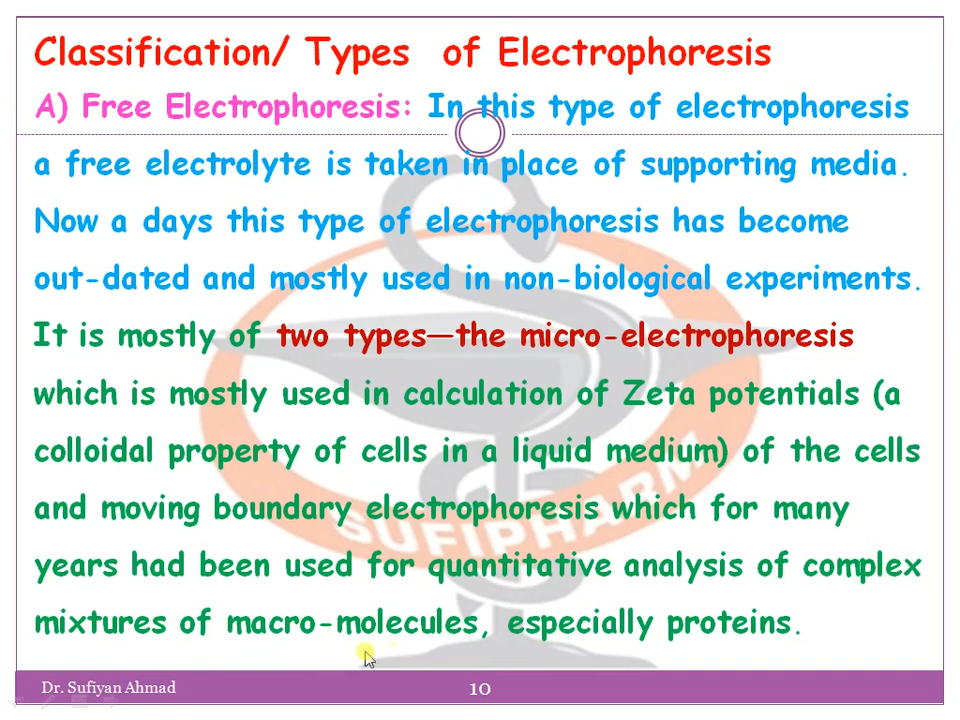 Classification/ Types of Electrophoresis
A) Free Electrophoresis: In this type of electrophoresis
a free electrolyte is taken in place of supporting media.
Now a days this type of electrophoresis has become
out-dated and mostly used in non-biological experiments.
It is mostly of two types—the micro-electrophoresis
which is mostly used in calculation of Zeta potentials (a
colloidal property of cells in a liquid medium) of the cells
and moving boundary electrophoresis which for many
years had been used for quantitative analysis of complex
mixtures of macro-molecules, especially proteins.
SUFIPHARM
Dr. Sufiyan Ahmad
10